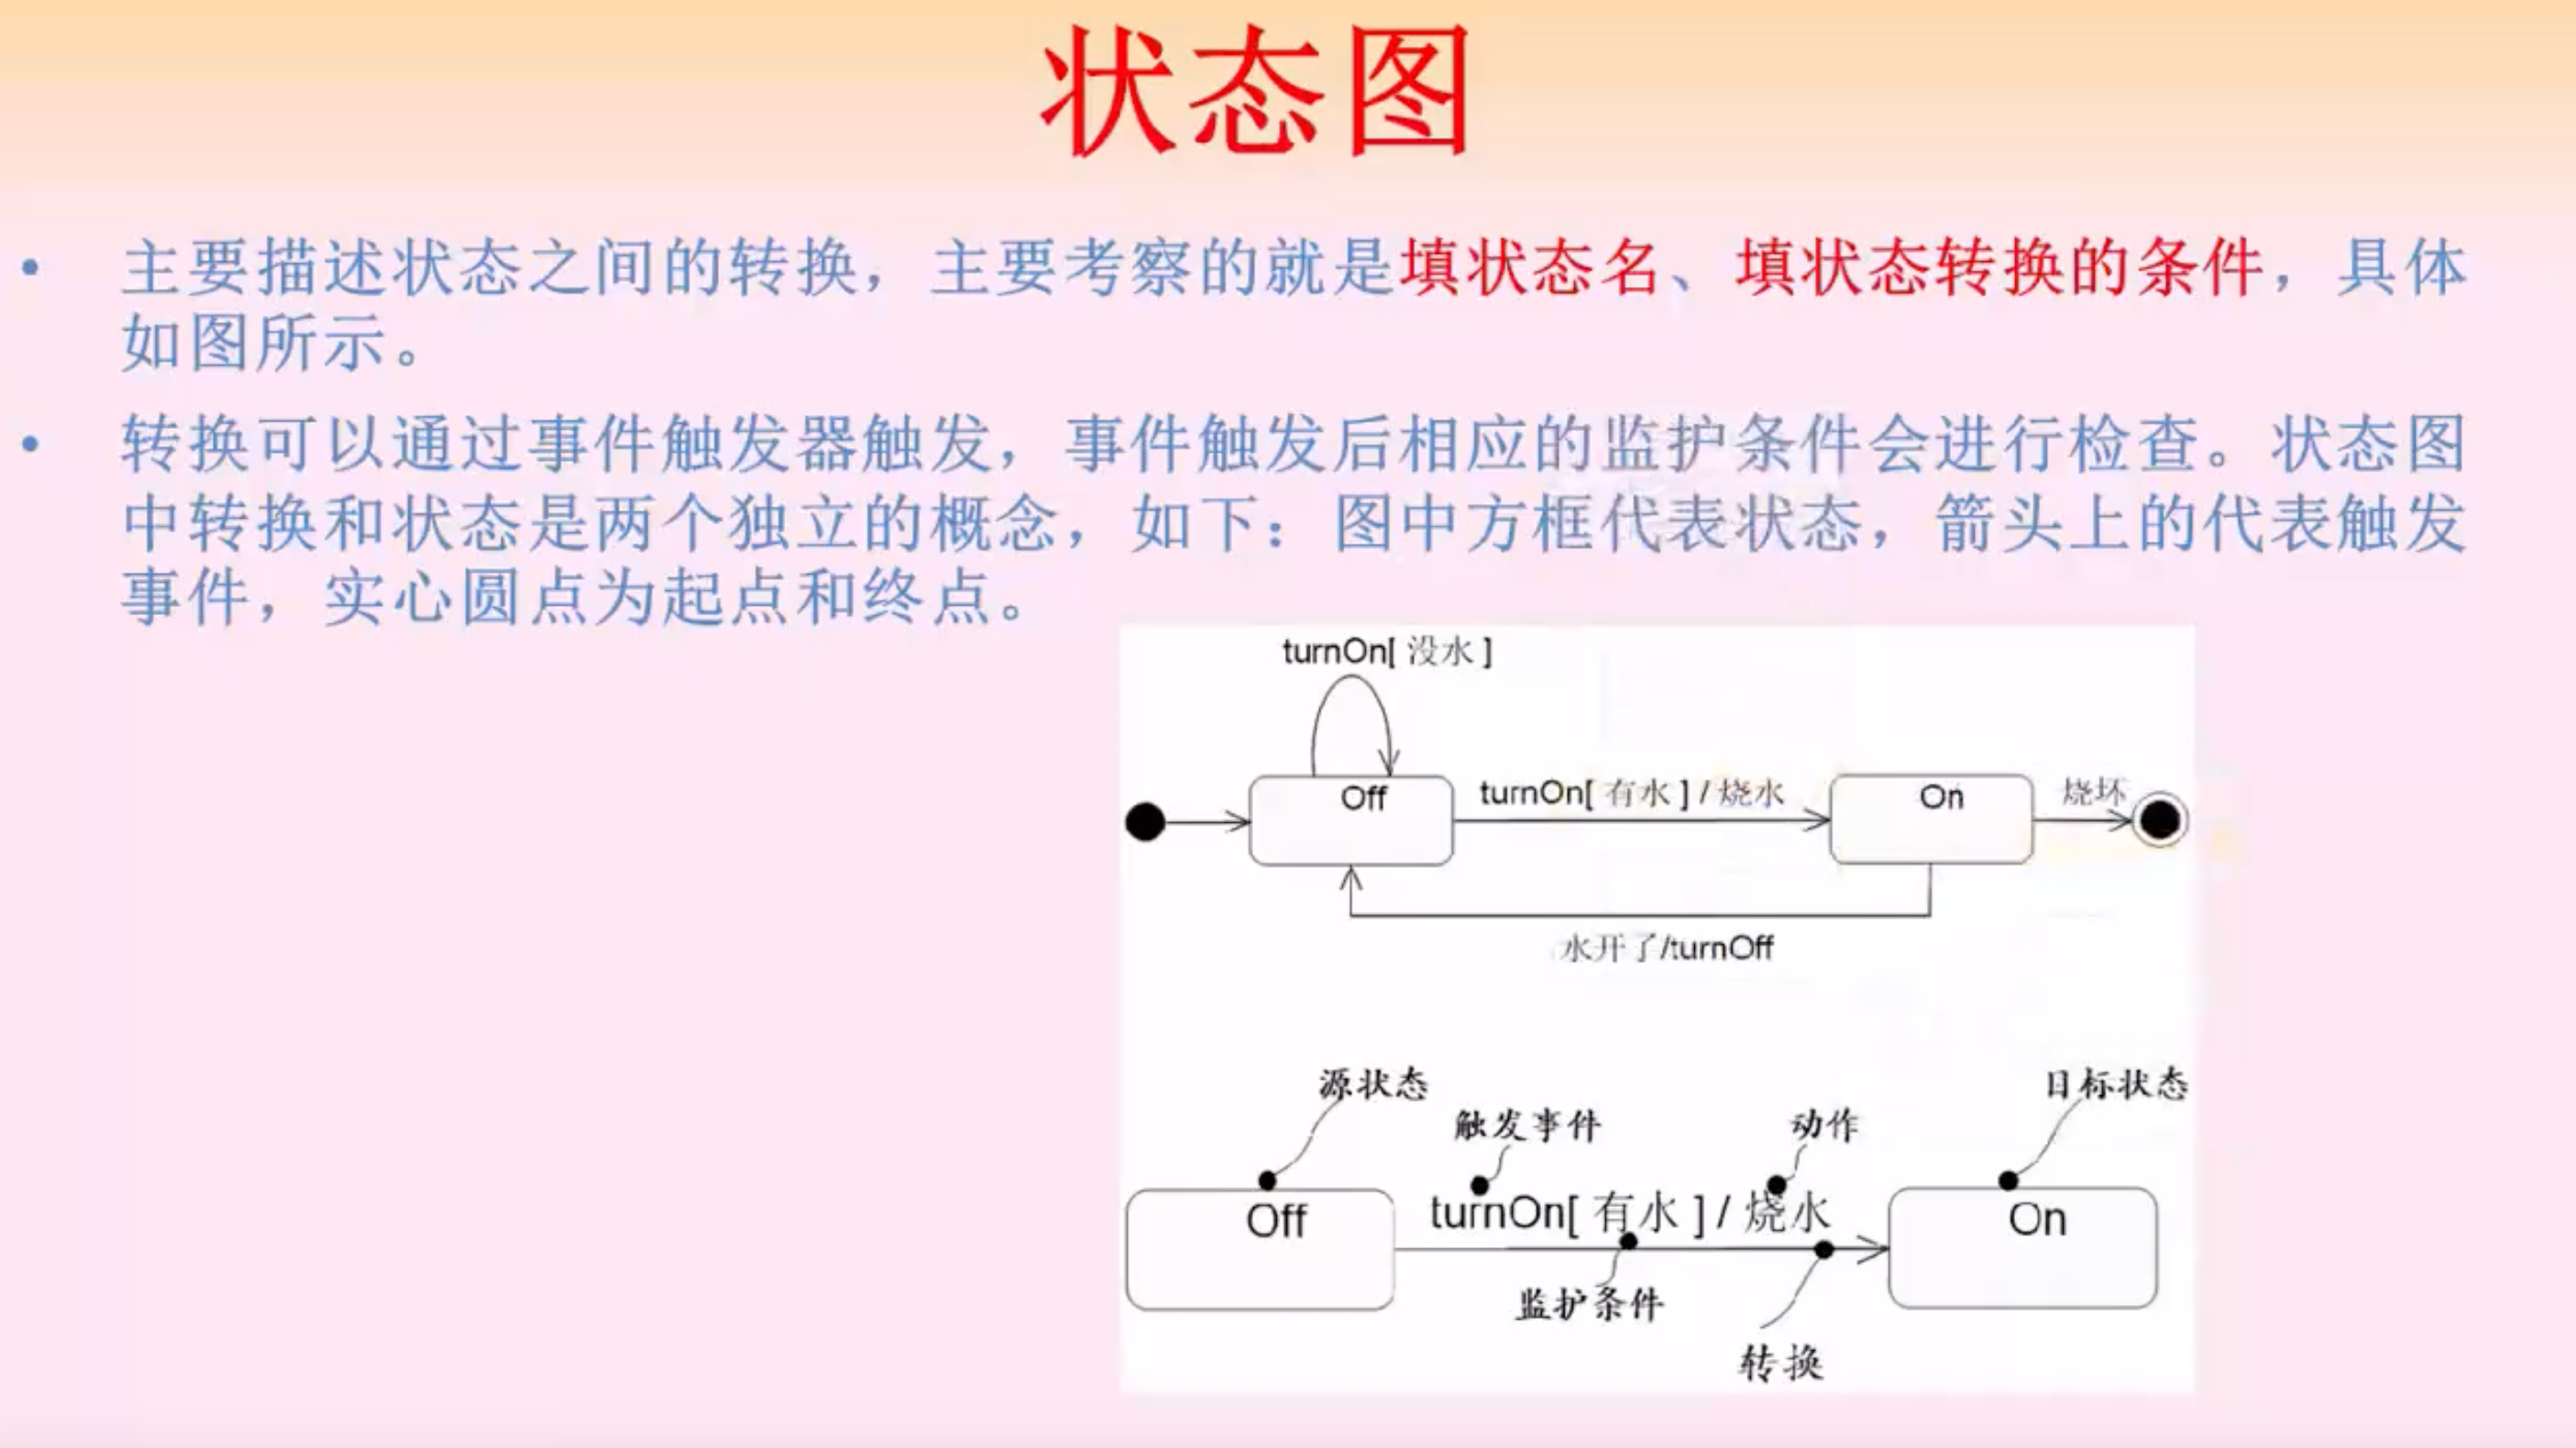 状态图
• 主要描述状态之间的转换，主要考察的就是填状态名、填状态转换的条件，具体
如图所示。
• 转换可以通过事件触发器触发，事件触发后相应的监护条件会进行检查。状态图
中转换和状态是两个独立的概念，如下：图中方框代表状态，箭头上的代表触发
事件，实心圆点为起点和终点。
turnOn[ 没水 ]
Off
turnOn[ 有水 ] / 烧水
On
烧坏
水开了/turnOff
源状态
目标状态
触发事件
动作
Off
turnOn[ 有水 ] / 烧水
On
监护条件
转换